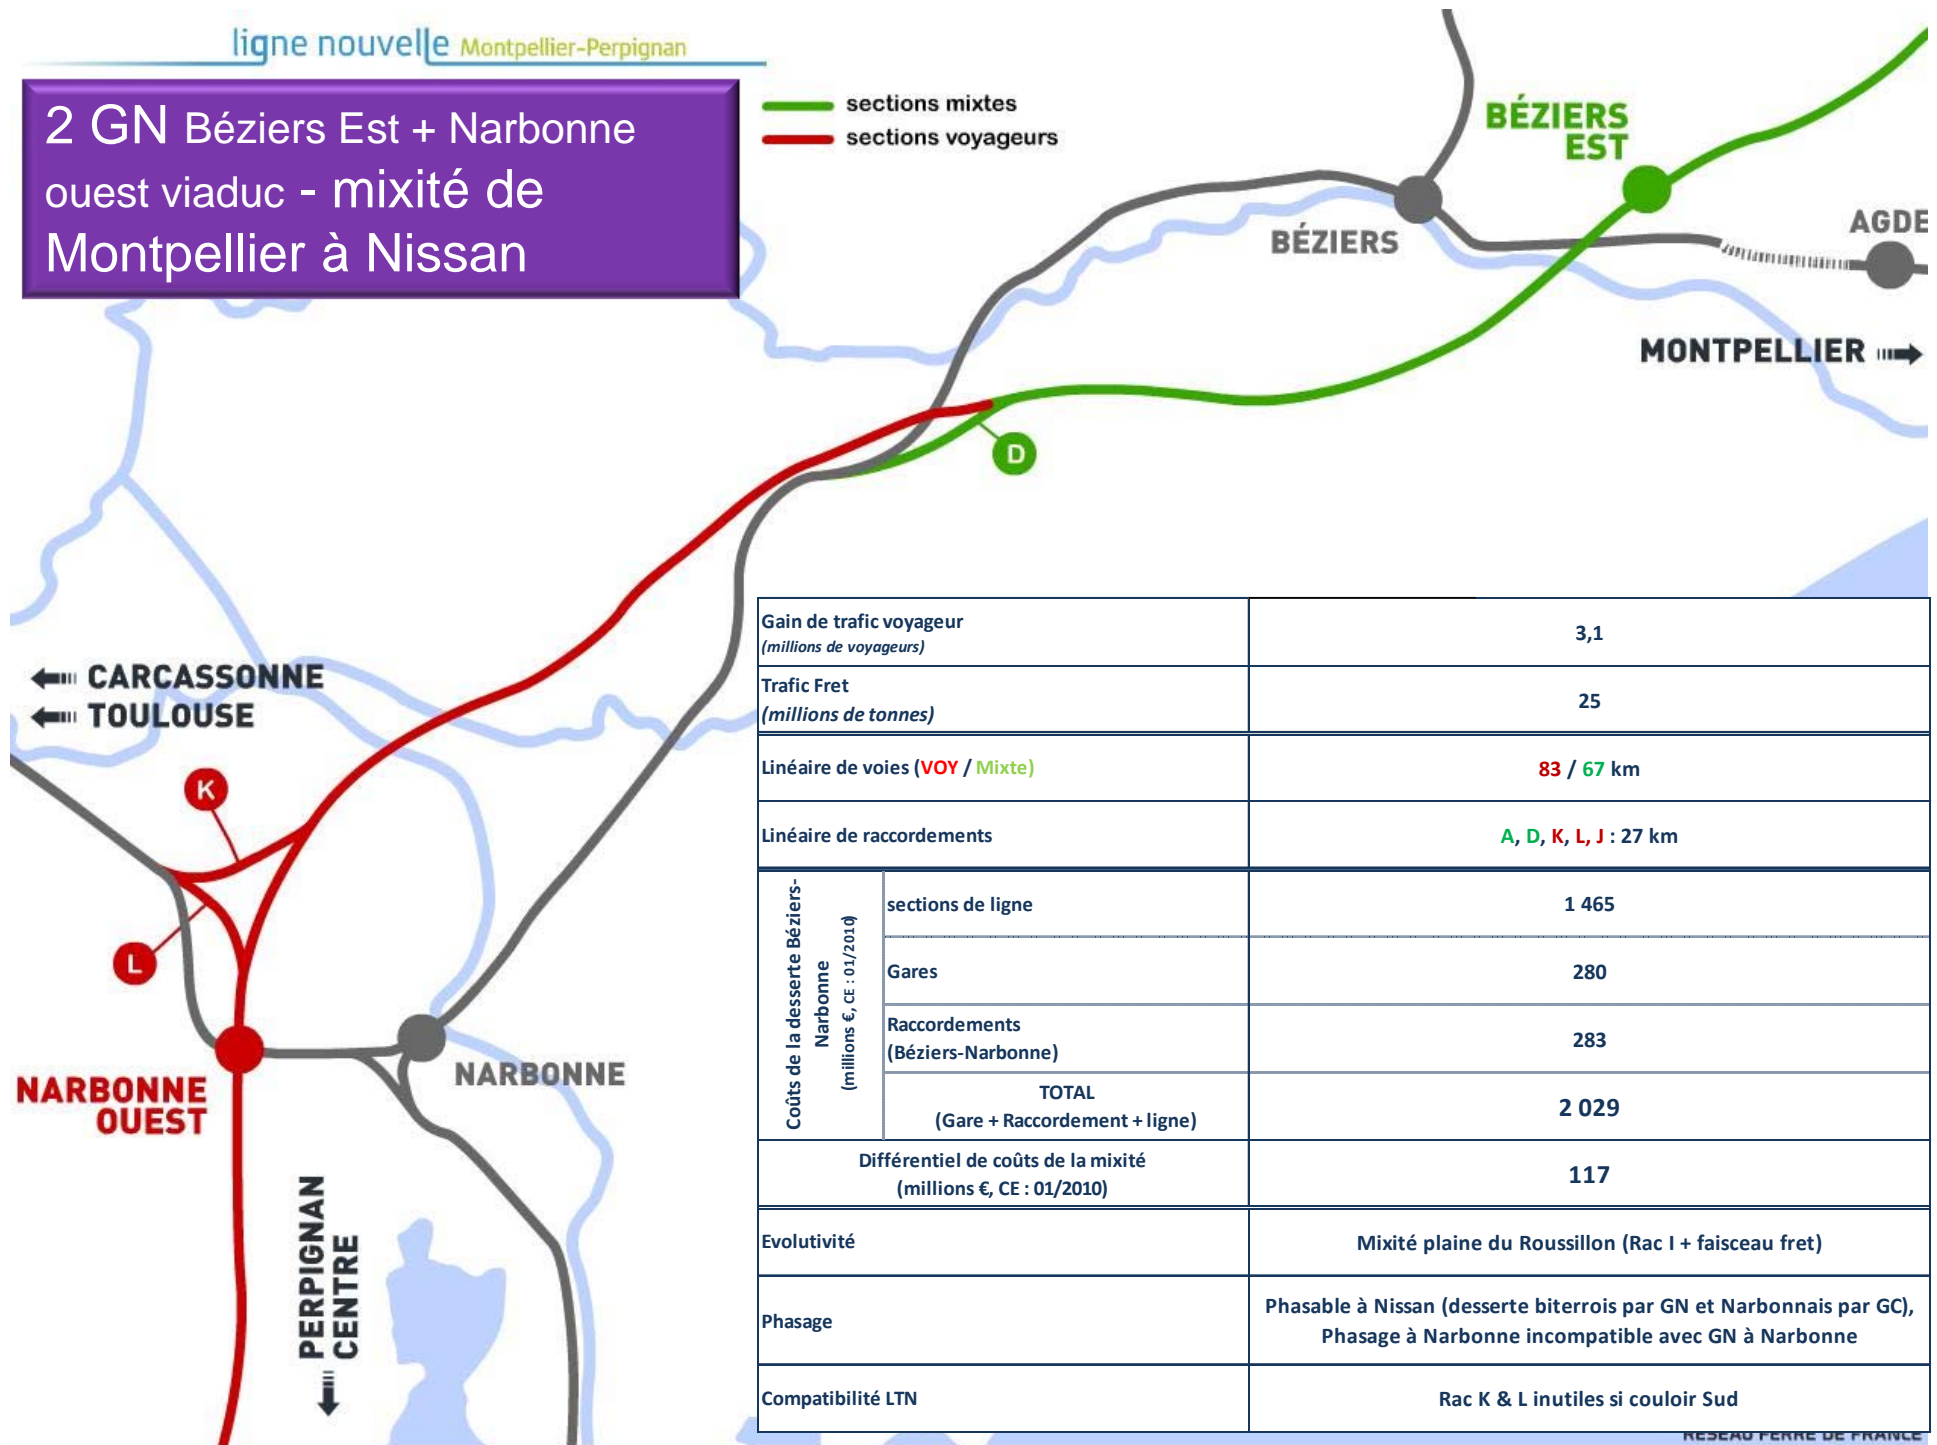 ligne nouvelle Montpellier-Perpignan
2 GN Béziers Est + Narbonne
ouest viaduc - mixité de
Montpellier à Nissan
sections mixtes
sections voyageurs
BÉZIERS
EST
BÉZIERS
AGDE
MONTPELLIER
D
CARCASSONNE
TOULOUSE
K
L
NARBONNE
OUEST
NARBONNE
PERPIGNAN
CENTRE
Gain de trafic voyageur
(millions de voyageurs)
3,1
Trafic Fret
(millions de tonnes)
25
Linéaire de voies (VOY / Mixte)
83 / 67 km
Linéaire de raccordements
A, D, K, L, J : 27 km
Coûts de la desserte Béziers-
Narbonne
(millions €, CE : 01/2010)
sections de ligne
1 465
Gares
280
Raccordements
(Béziers-Narbonne)
283
TOTAL
(Gare + Raccordement + ligne)
2 029
Différentiel de coûts de la mixité
(millions €, CE : 01/2010)
117
Evolutivité
Mixité plaine du Roussillon (Rac I + faisceau fret)
Phasage
Phasable à Nissan (desserte biterrois par GN et Narbonnais par GC),
Phasage à Narbonne incompatible avec GN à Narbonne
Compatibilité LTN
Rac K & L inutiles si couloir Sud
RESEAU FERRE DE FRANCE